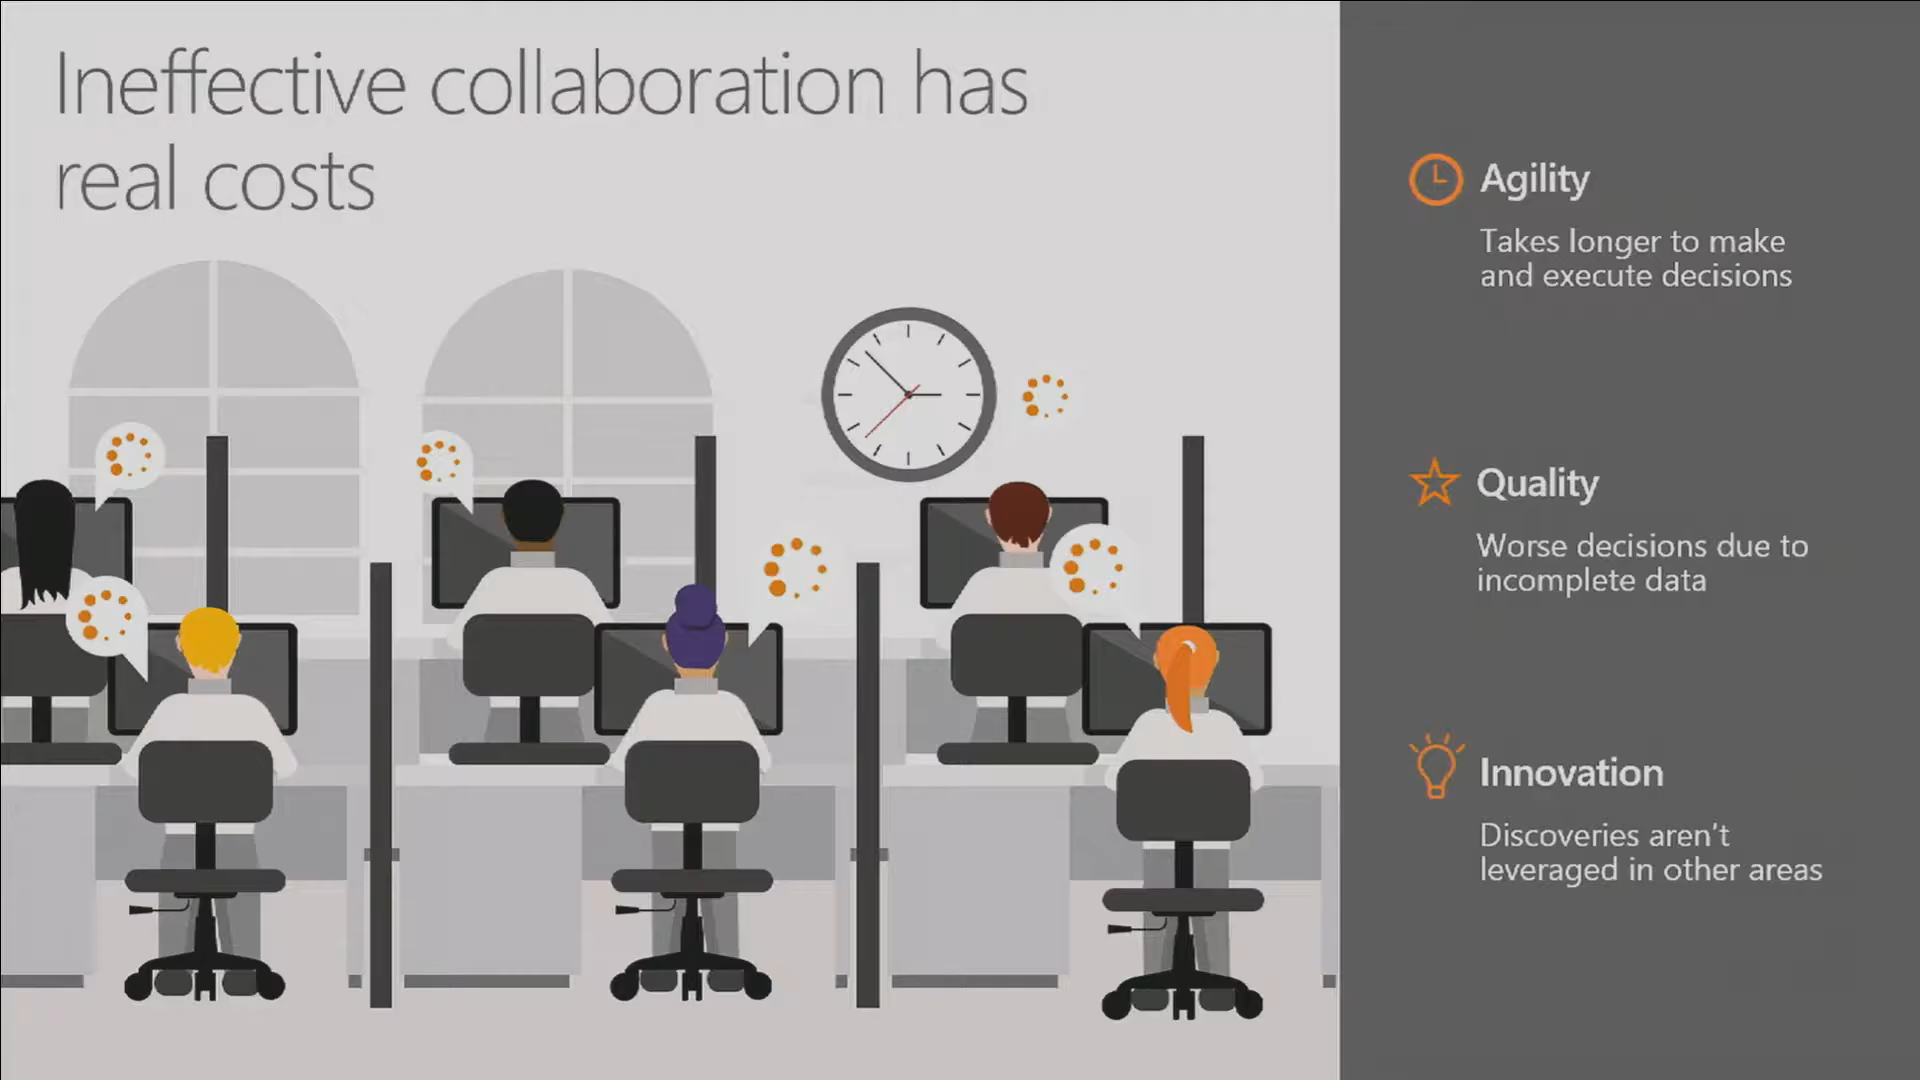 Ineffective collaboration has
real costs
Agility
Takes longer to make
and execute decisions
Quality
Worse decisions due to
incomplete data
Innovation
Discoveries aren't
leveraged in other areas